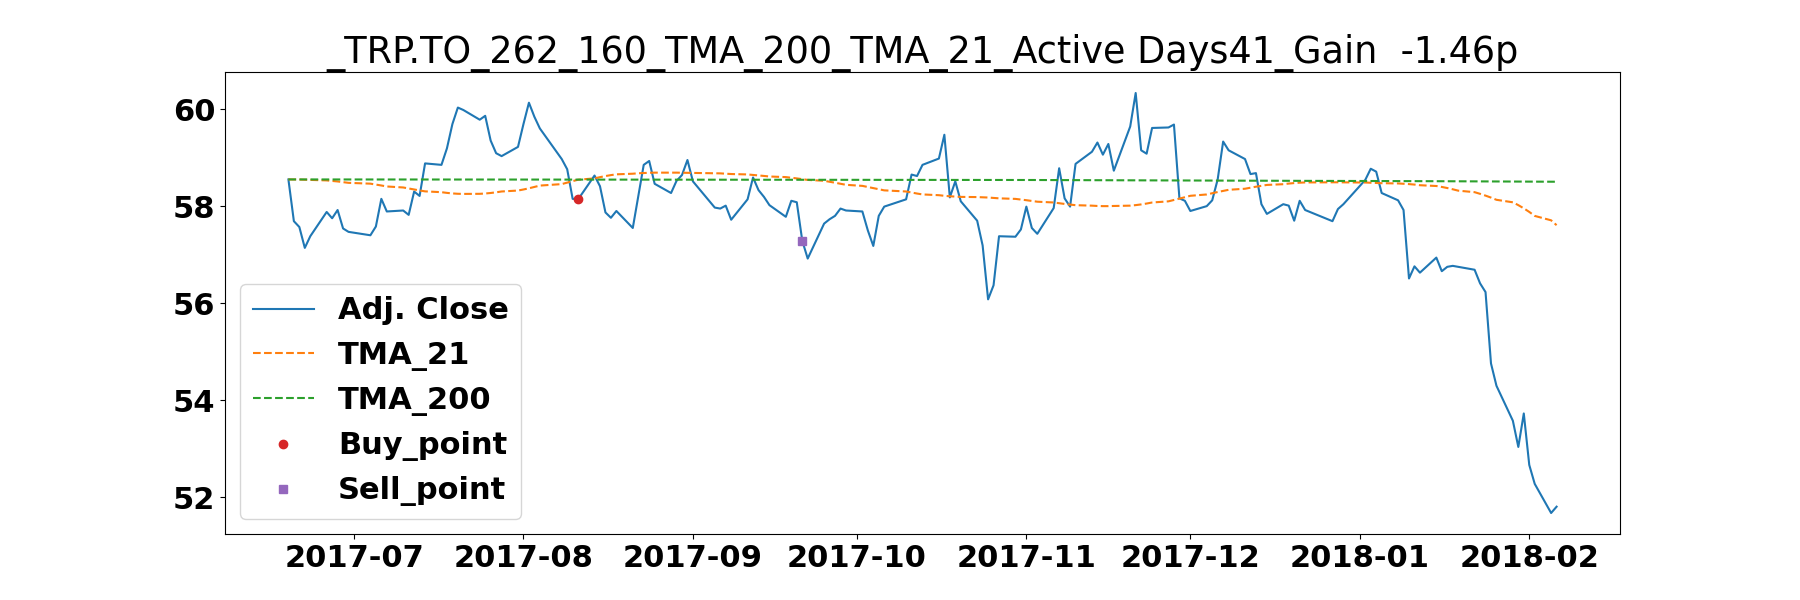 _TRP.TO_262_160_TMA_200_TMA_21_Active Days41_Gain  -1.46p
60
58
56
54
52
Adj. Close
TMA_21
TMA_200
Buy_point
Sell_point
2017-07 2017-08 2017-09 2017-10 2017-11 2017-12 2018-01 2018-02